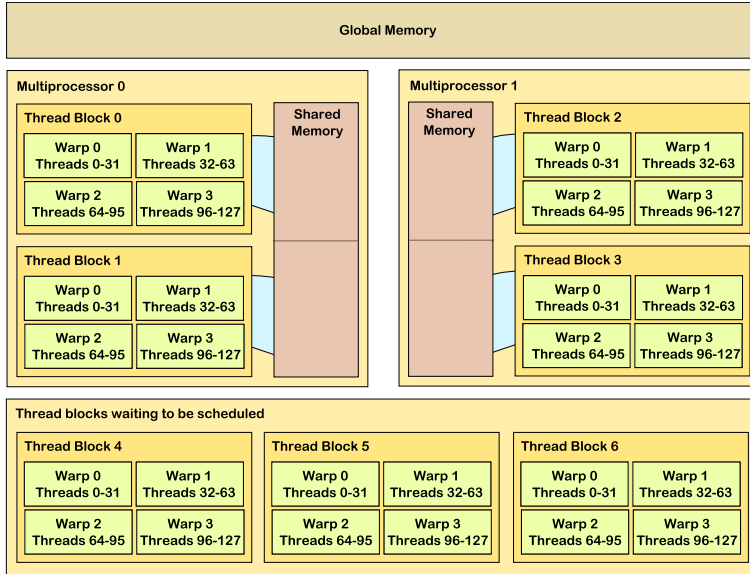 Global Memory
Multiprocessor 0
Thread Block 0
Warp 0
Threads 0-31
Warp 1
Threads 32-63
Warp 2
Threads 64-95
Warp 3
Threads 96-127
Shared
Memory
Thread Block 1
Warp 0
Threads 0-31
Warp 1
Threads 32-63
Warp 2
Threads 64-95
Warp 3
Threads 96-127
Multiprocessor 1
Shared
Memory
Thread Block 2
Warp 0
Threads 0-31
Warp 1
Threads 32-63
Warp 2
Threads 64-95
Warp 3
Threads 96-127
Thread Block 3
Warp 0
Threads 0-31
Warp 1
Threads 32-63
Warp 2
Threads 64-95
Warp 3
Threads 96-127
Thread blocks waiting to be scheduled
Thread Block 4
Warp 0
Threads 0-31
Warp 1
Threads 32-63
Warp 2
Threads 64-95
Warp 3
Threads 96-127
Thread Block 5
Warp 0
Threads 0-31
Warp 1
Threads 32-63
Warp 2
Threads 64-95
Warp 3
Threads 96-127
Thread Block 6
Warp 0
Threads 0-31
Warp 1
Threads 32-63
Warp 2
Threads 64-95
Warp 3
Threads 96-127